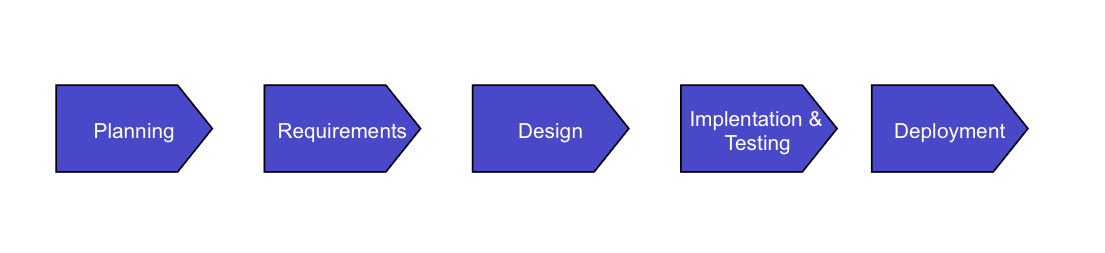 Planning
Requirements
Design
Implentation &
Testing
Deployment